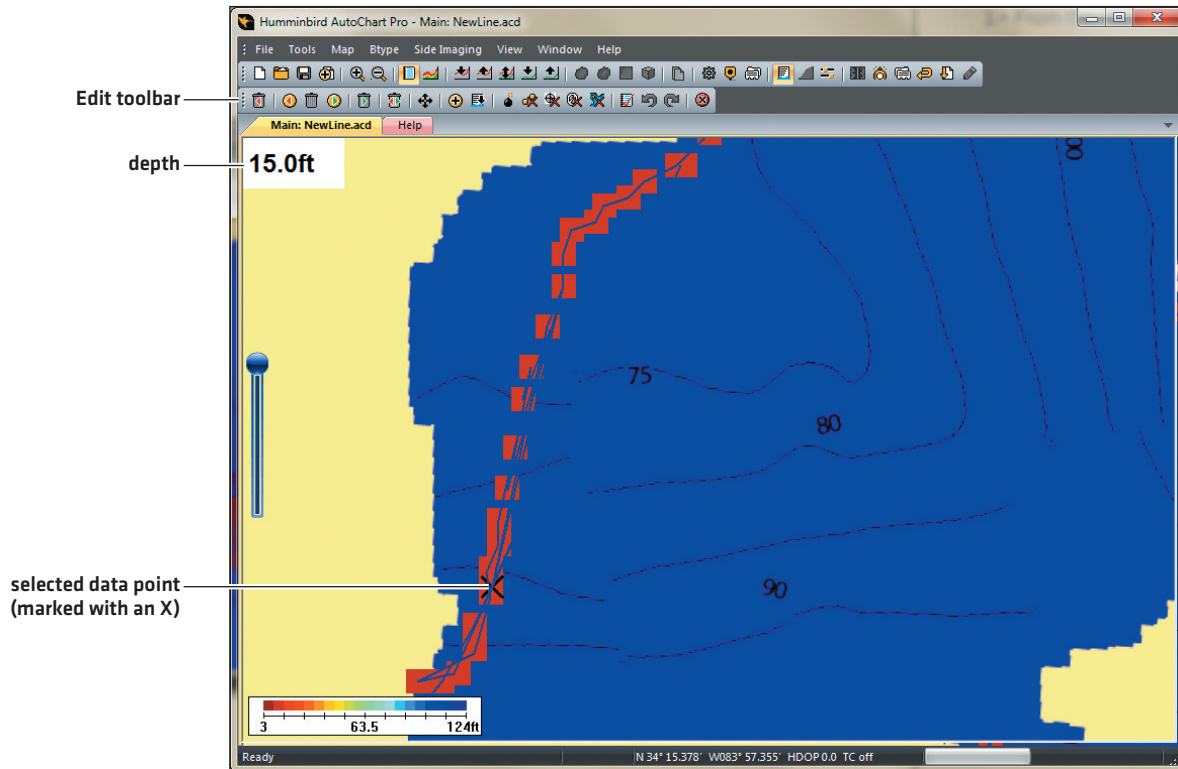 Humminbird AutoChart Pro - Main: NewLine.acd
File Tools Map Btype Side Imaging View Window Help
Edit toolbar
Main: NewLine.acd Help
depth
15.0ft
00
75
80
selected data point
(marked with an X)
90
3 63.5 124ft
Ready N 34° 15.378' W083° 57.355' HDOP 0.0 TC off